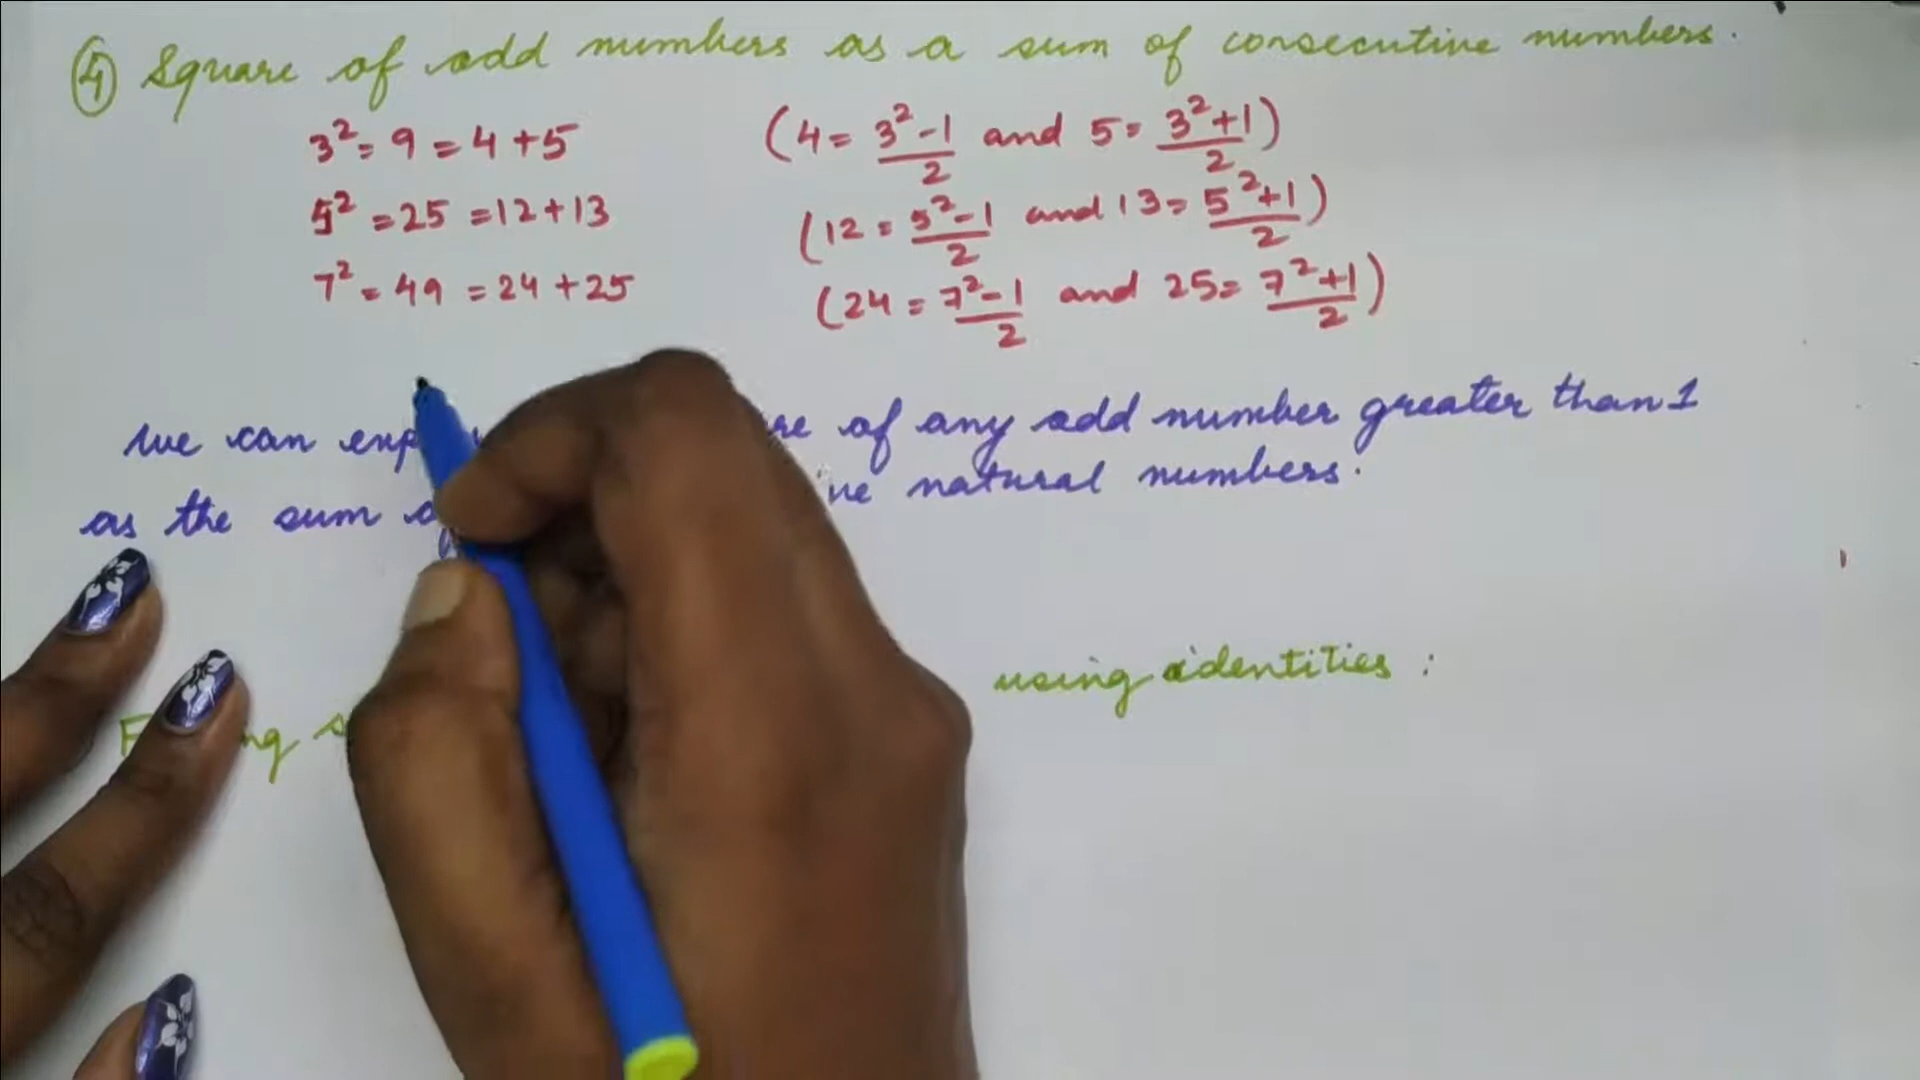 ④ Square of odd numbers as a sum of consecutive numbers.
3² = 9 = 4 + 5 (4 = 3² - 1 / 2 and 5 = 3² + 1 / 2)
5² = 25 = 12 + 13 (12 = 5² - 1 / 2 and 13 = 5² + 1 / 2)
7² = 49 = 24 + 25 (24 = 7² - 1 / 2 and 25 = 7² + 1 / 2)
we can of any odd number greater than 1
as the sum natural numbers.
using identities :